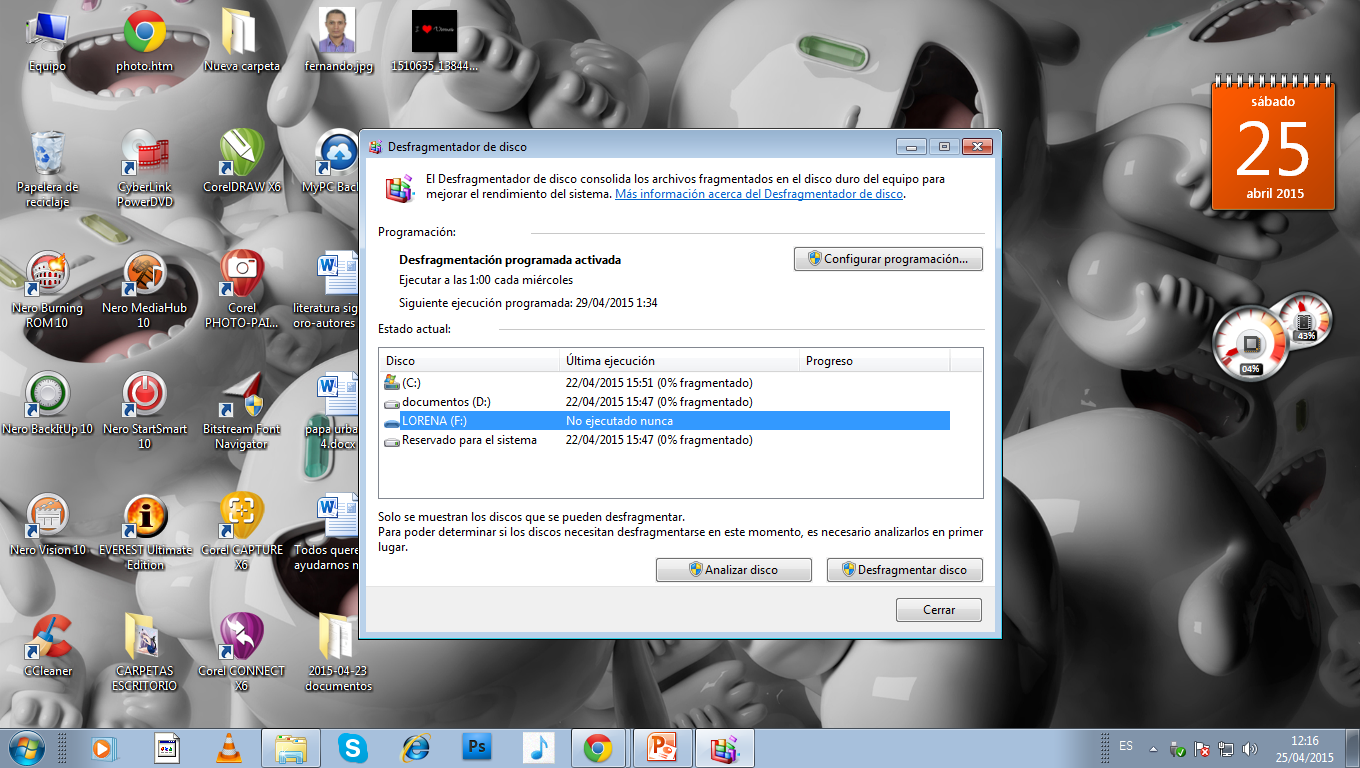 Equipo
photo.htm
Nueva carpeta
fernando.jpg
1510635_13844...
Papelera de
reciclaje
CyberLink
PowerDVD
CorelDRAW X6
MyPC Back
Nero Burning
ROM 10
Nero MediaHub
10
Corel
PHOTO-PAI...
literatura sig
oro-autores
Nero BackItUp 10
Nero StartSmart
10
Bitstream Font
Navigator
papa urba
4.docx
Nero Vision 10
EVEREST Ultimate
Edition
Corel CAPTURE
X6
Todos quere
ayudarnos n
CCleaner
CARPETAS
ESCRITORIO
Corel CONNECT
X6
2015-04-23
documentos
Desfragmentador de disco
El Desfragmentador de disco consolida los archivos fragmentados en el disco duro del equipo para
mejorar el rendimiento del sistema. Más información acerca del Desfragmentador de disco.
Programación:
Desfragmentación programada activada
Configurar programación...
Ejecutar a las 1:00 cada miércoles
Siguiente ejecución programada: 29/04/2015 1:34
Estado actual:
Disco Última ejecución Progreso
(C:) 22/04/2015 15:51 (0% fragmentado)
documentos (D:) 22/04/2015 15:47 (0% fragmentado)
LORENA (F:) No ejecutado nunca
Reservado para el sistema 22/04/2015 15:47 (0% fragmentado)
Solo se muestran los discos que se pueden desfragmentar.
Para poder determinar si los discos necesitan desfragmentarse en este momento, es necesario analizarlos en primer
lugar.
Analizar disco
Desfragmentar disco
Cerrar
sábado
25
abril 2015
43%
04%
Ps
ES
12:16
25/04/2015